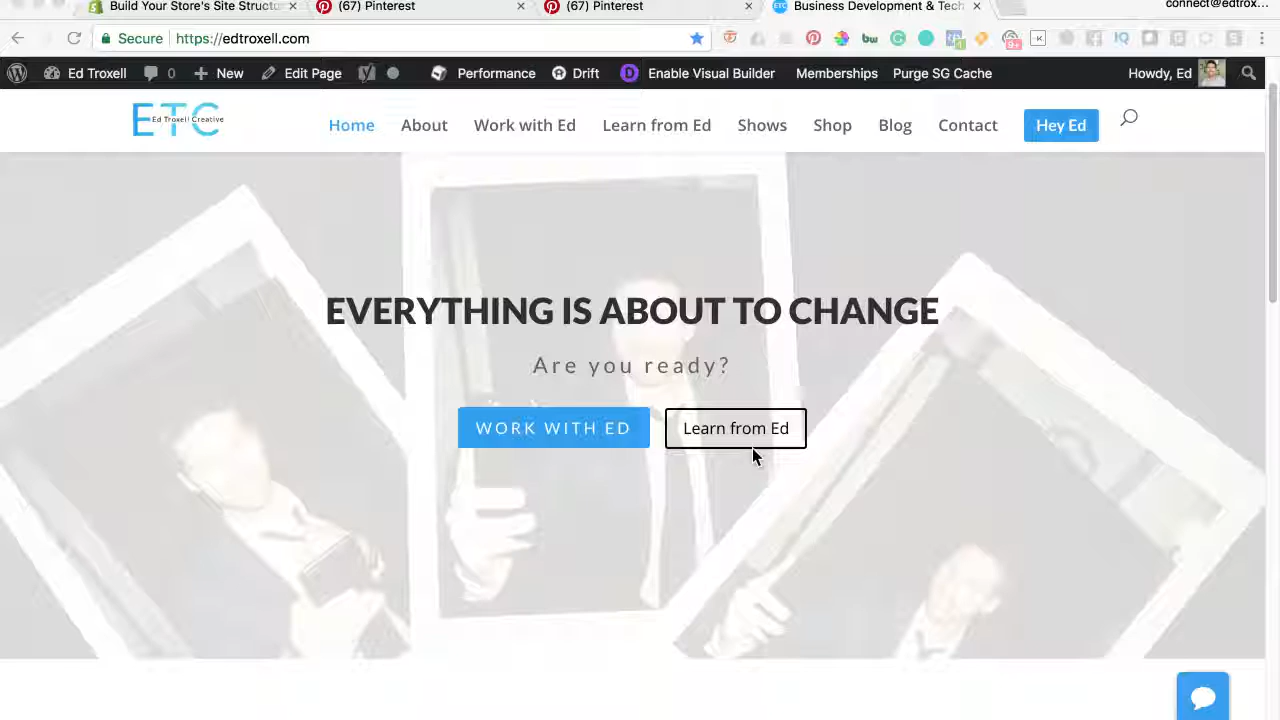 Build Your Store's Site Structu
(67) Pinterest
(67) Pinterest
Business Development & Tech
connect@edtrox...
Secure https://edtroxell.com
bw
9+
K
IQ
Ed Troxell 0 New Edit Page Performance Drift D Enable Visual Builder Memberships Purge SG Cache Howdy, Ed
ETC
Ed Troxell Creative
Home About Work with Ed Learn from Ed Shows Shop Blog Contact Hey Ed
EVERYTHING IS ABOUT TO CHANGE
Are you ready?
WORK WITH ED Learn from Ed